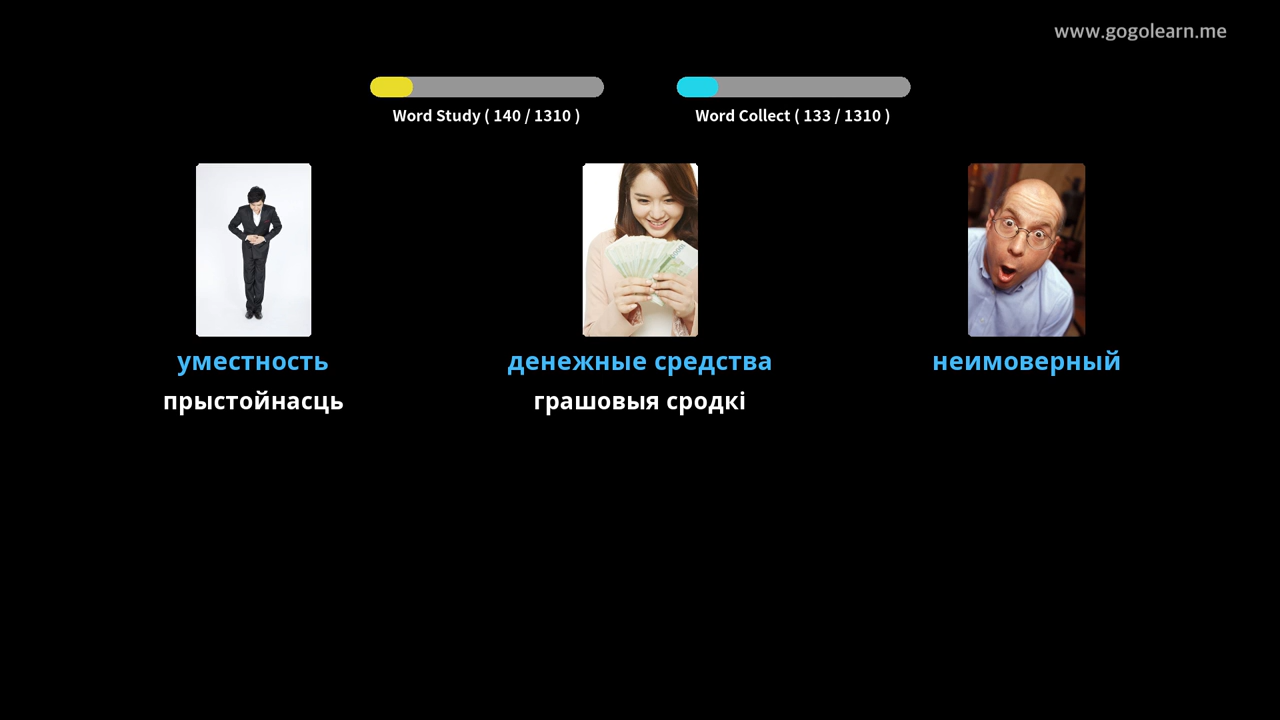 www.gogolearn.me
Word Study ( 140 / 1310 )
Word Collect ( 133 / 1310 )
уместность
прыстойнасць
денежные средства
грашовыя сродкі
неимоверный